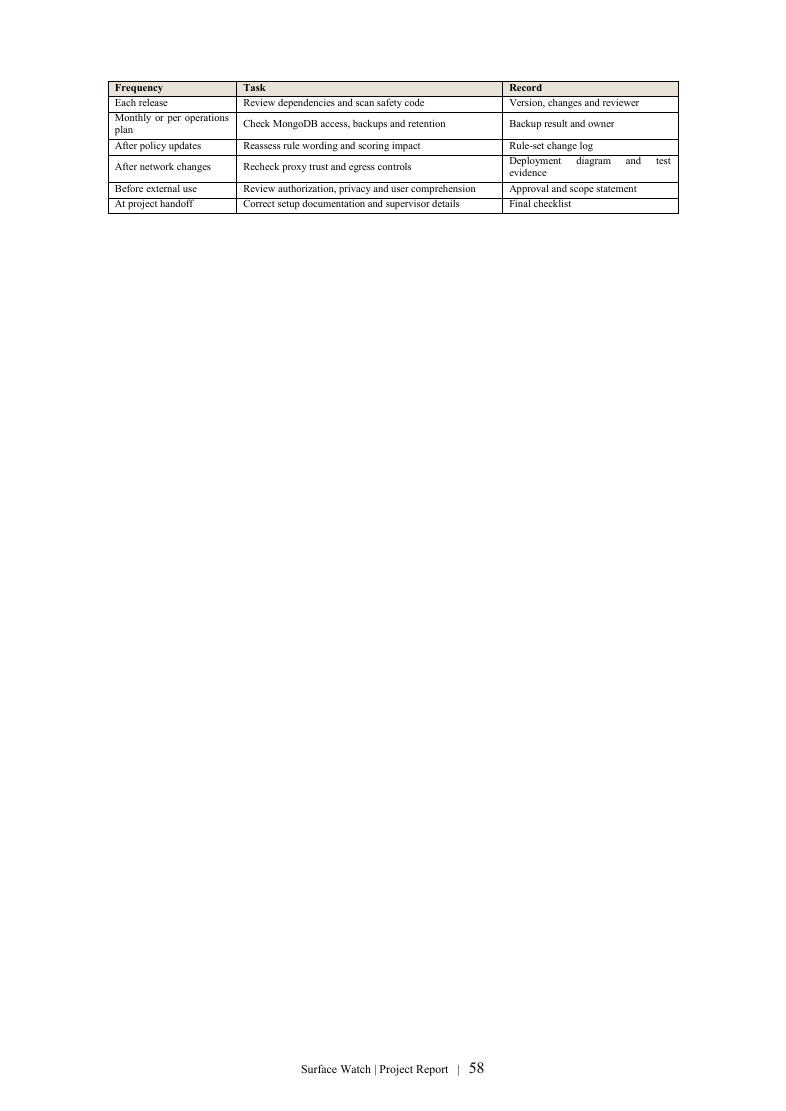 Frequency Task Record
Each release Review dependencies and scan safety code Version, changes and reviewer
Monthly or per operations plan Check MongoDB access, backups and retention Backup result and owner
After policy updates Reassess rule wording and scoring impact Rule-set change log
After network changes Recheck proxy trust and egress controls Deployment diagram and test evidence
Before external use Review authorization, privacy and user comprehension Approval and scope statement
At project handoff Correct setup documentation and supervisor details Final checklist
Surface Watch | Project Report | 58